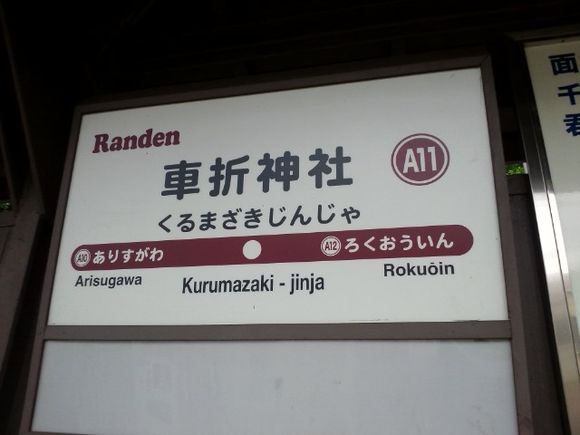 Randen
車折神社
A11
くるまざきじんじゃ
A10 ありすがわ
A12 ろくおういん
Arisugawa
Kurumazaki - jinja
Rokuōin
面
千
君